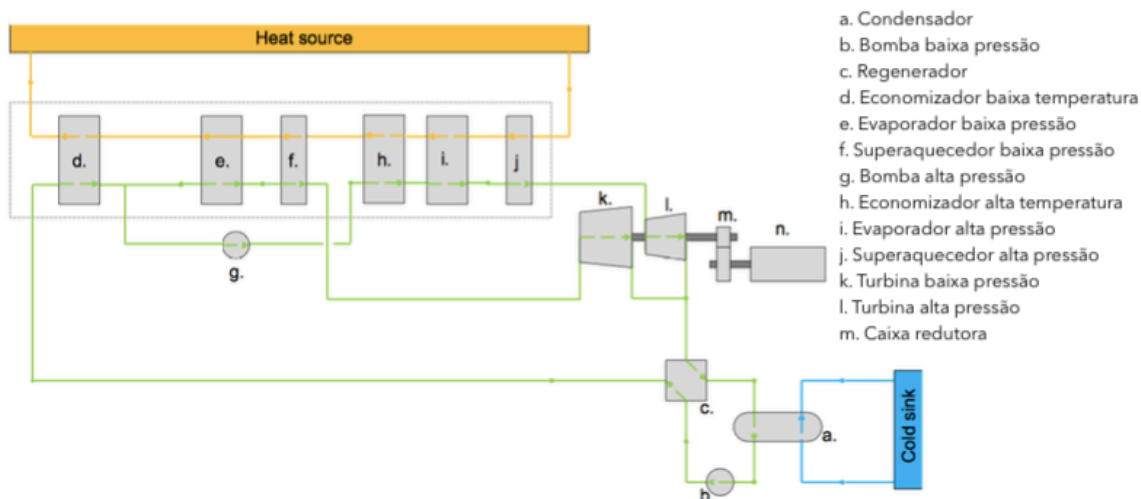 Heat source
d.
e.
f.
h.
i.
j
g.
k.
l.
m.
n.
c.
a.
b
Cold sink
a. Condensador
b. Bomba baixa pressão
c. Regenerador
d. Economizador baixa temperatura
e. Evaporador baixa pressão
f. Superaquecedor baixa pressão
g. Bomba alta pressão
h. Economizador alta temperatura
i. Evaporador alta pressão
j. Superaquecedor alta pressão
k. Turbina baixa pressão
l. Turbina alta pressão
m. Caixa redutora